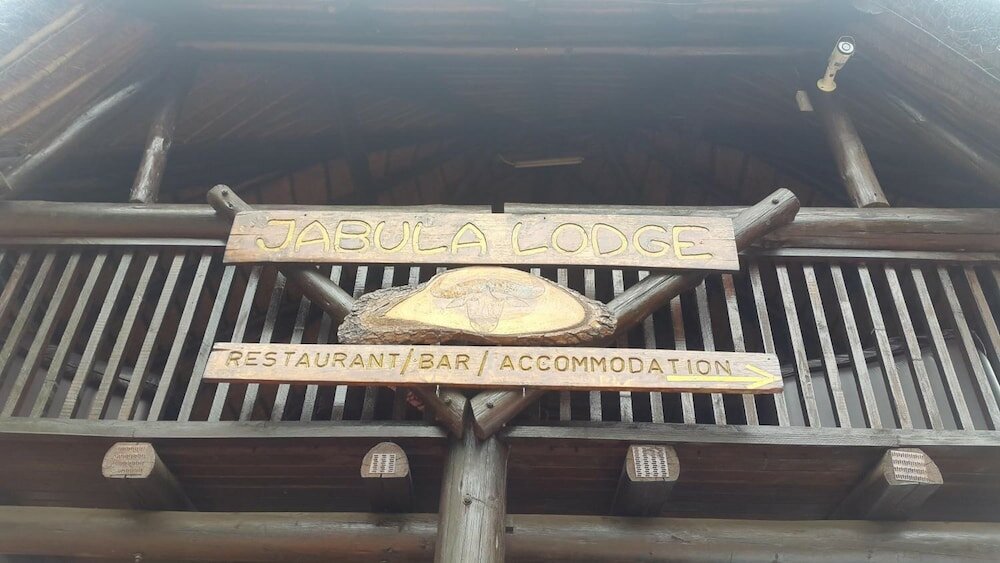 JABULA LODGE
RESTAURANT/BAR/ACCOMMODATION